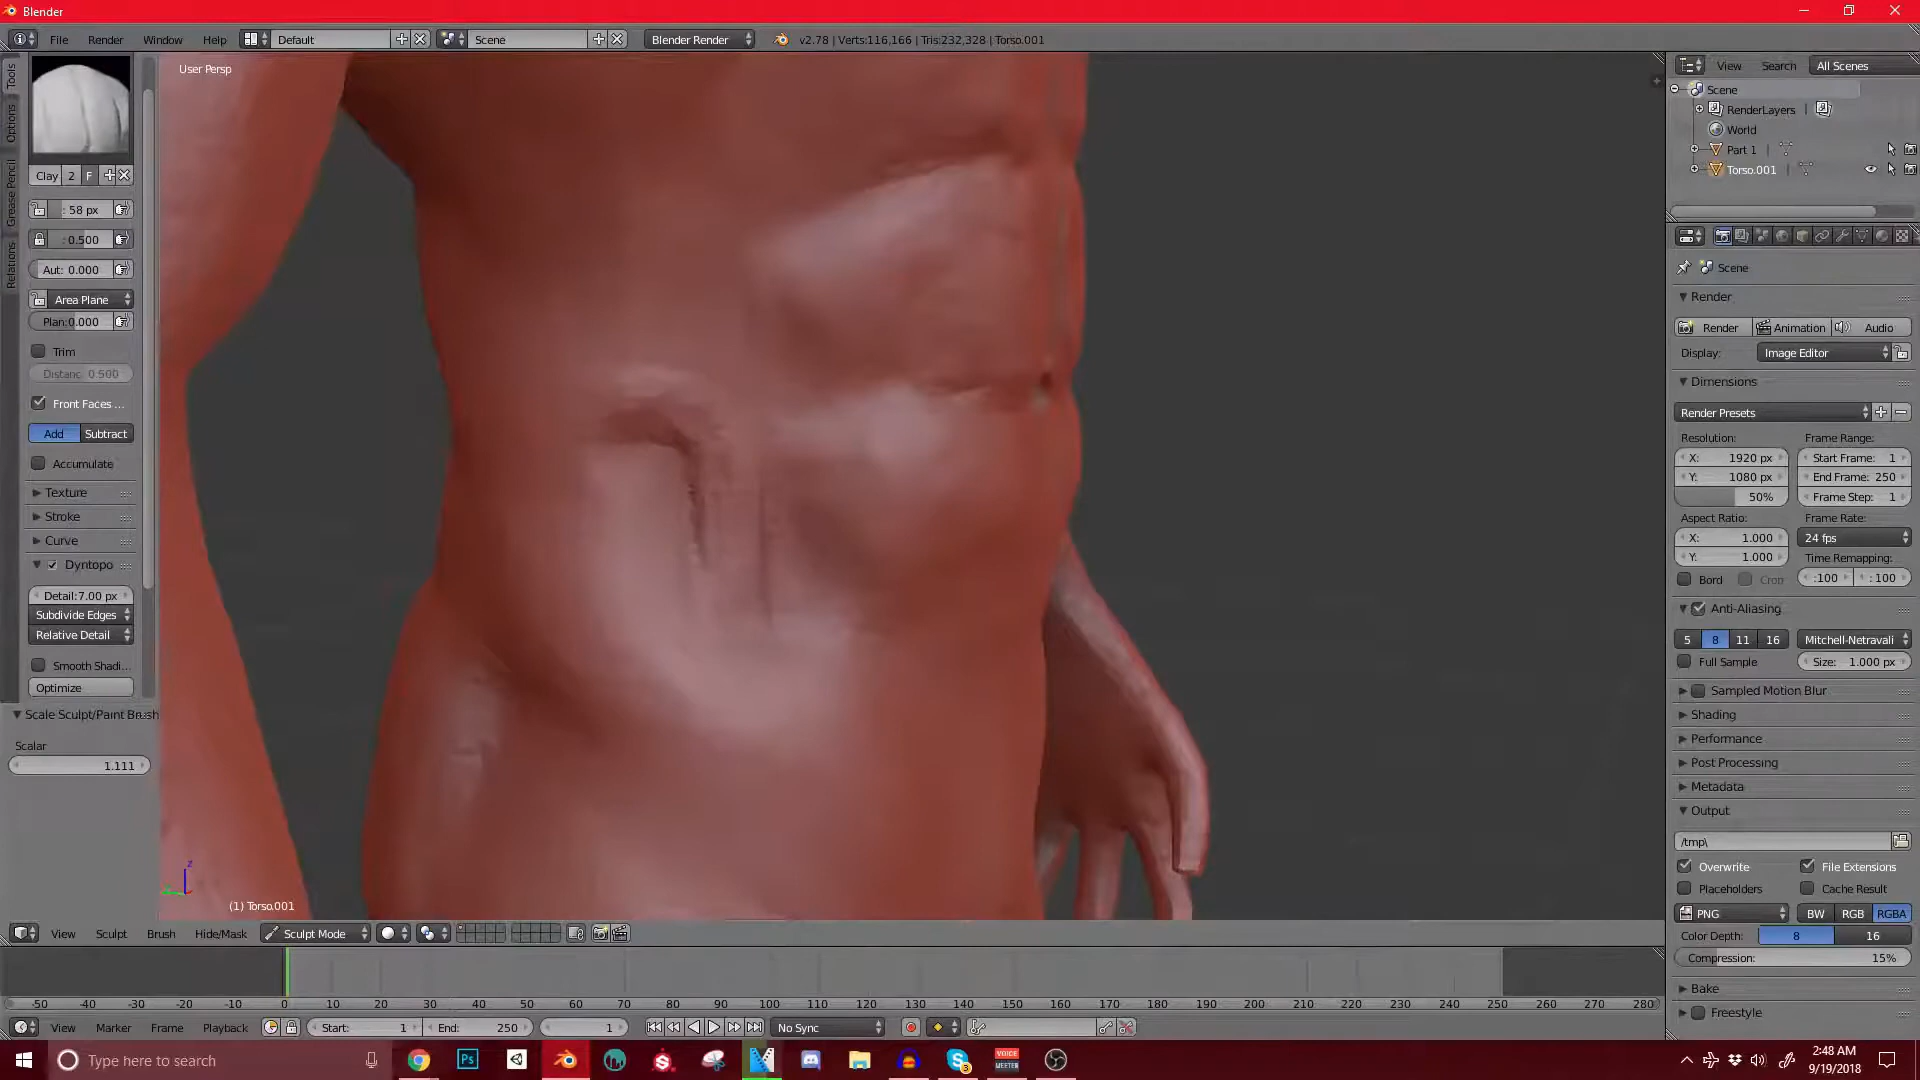 Blender
File Render Window Help Default Scene Blender Render v2.78 | Verts:116,166 | Tris:232,328 | Torso.001
User Persp
Tools
Options
Grease Pencil
Relations
Clay 2 F
: 58 px
: 0.500
Aut: 0.000
Area Plane
Plan:0.000
Trim
Distanc 0.500
Front Faces ...
Add Subtract
Accumulate
Texture
Stroke
Curve
Dyntopo
Detail:7.00 px
Subdivide Edges
Relative Detail
Smooth Shadi...
Optimize
Scale Sculpt/Paint Brush
Scalar
1.111
z
(1) Torso.001
View Sculpt Brush Hide/Mask Sculpt Mode
-50 -40 -30 -20 -10 0 10 20 30 40 50 60 70 80 90 100 110 120 130 140 150 160 170 180 190 200 210 220 230 240 250 260 270 280
View Marker Frame Playback Start: 1 End: 250 1 No Sync
View Search All Scenes
Scene
RenderLayers
World
Part 1
Torso.001
Scene
Render
Render Animation Audio
Display: Image Editor
Dimensions
Render Presets
Resolution: Frame Range:
X: 1920 px Start Frame: 1
Y: 1080 px End Frame: 250
50% Frame Step: 1
Aspect Ratio: Frame Rate:
X: 1.000 24 fps
Y: 1.000 Time Remapping:
Bord Crop :100 : 100
Anti-Aliasing
5 8 11 16 Mitchell-Netravali
Full Sample Size: 1.000 px
Sampled Motion Blur
Shading
Performance
Post Processing
Metadata
Output
/tmp\
Overwrite File Extensions
Placeholders Cache Result
PNG BW RGB RGBA
Color Depth: 8 16
Compression: 15%
Bake
Freestyle
Type here to search Ps VOICE MEETER 2:48 AM
9/19/2018